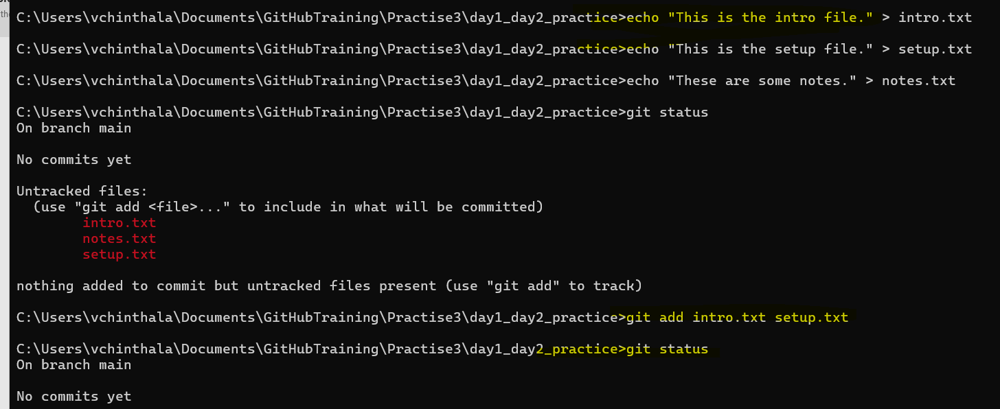 the
C:\Users\vchinthala\Documents\GitHubTraining\Practise3\day1_day2_practice>echo "This is the intro file." > intro.txt
C:\Users\vchinthala\Documents\GitHubTraining\Practise3\day1_day2_practice>echo "This is the setup file." > setup.txt
C:\Users\vchinthala\Documents\GitHubTraining\Practise3\day1_day2_practice>echo "These are some notes." > notes.txt
C:\Users\vchinthala\Documents\GitHubTraining\Practise3\day1_day2_practice>git status
On branch main
No commits yet
Untracked files:
(use "git add <file>..." to include in what will be committed)
intro.txt
notes.txt
setup.txt
nothing added to commit but untracked files present (use "git add" to track)
C:\Users\vchinthala\Documents\GitHubTraining\Practise3\day1_day2_practice>git add intro.txt setup.txt
C:\Users\vchinthala\Documents\GitHubTraining\Practise3\day1_day2_practice>git status
On branch main
No commits yet